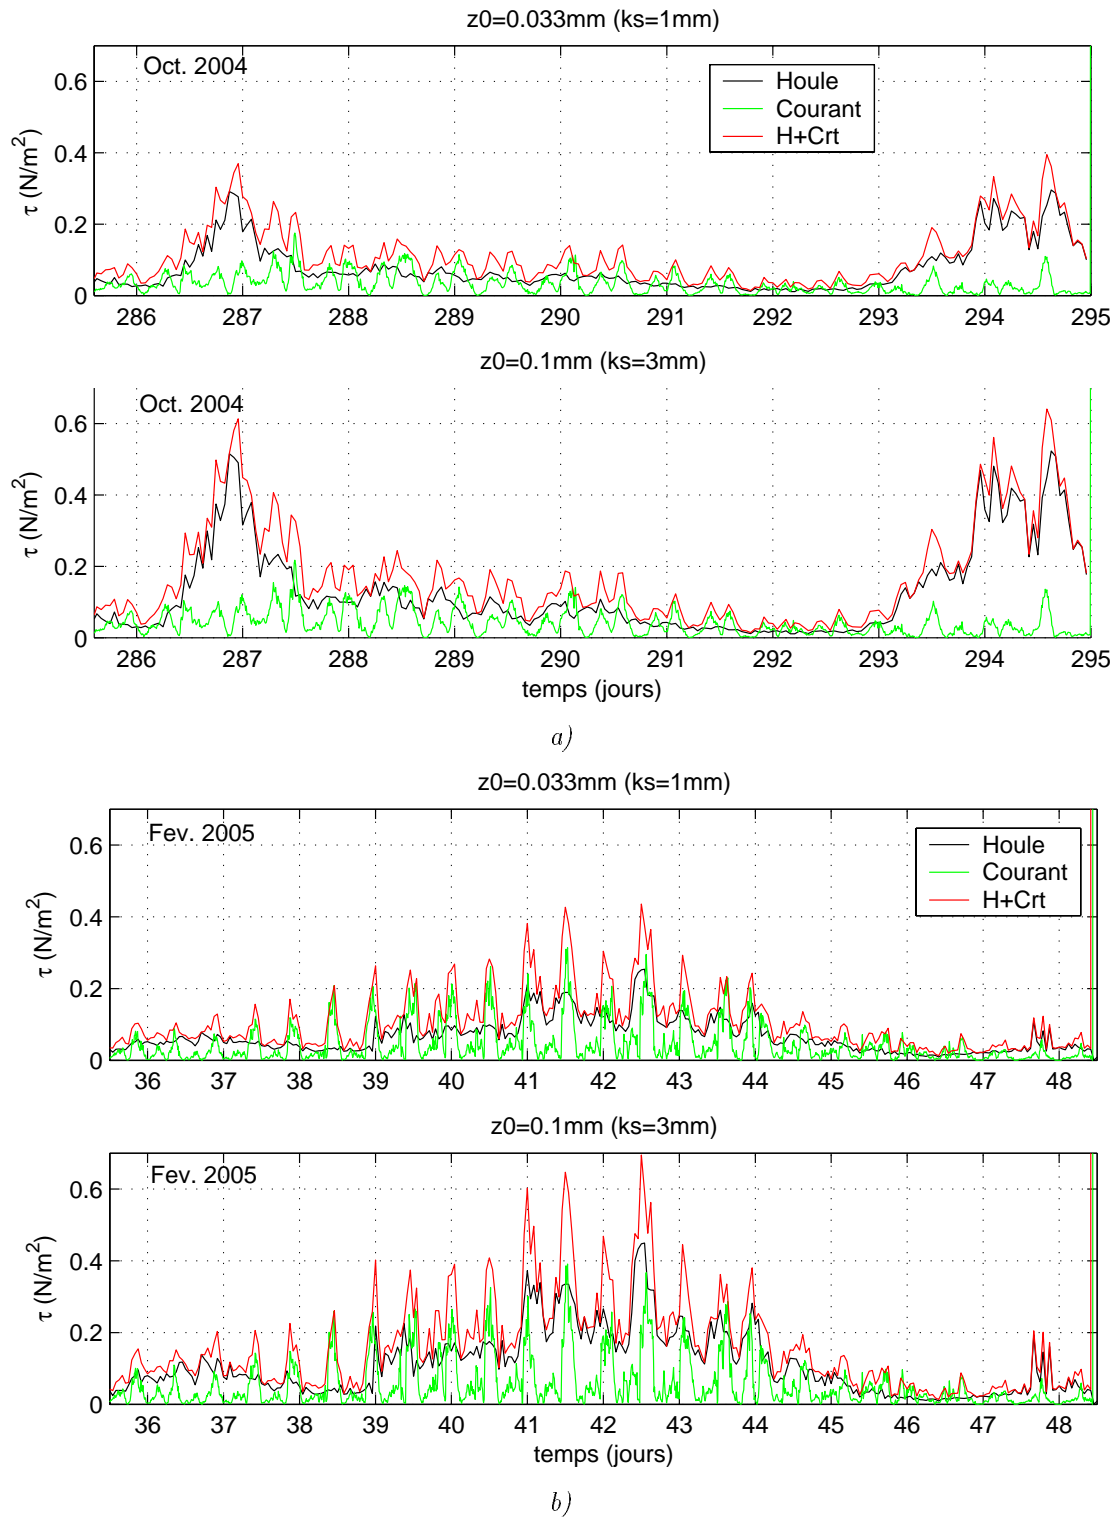 z0=0.033mm (ks=1mm)
Oct. 2004
Houle
Courant
H+Crt
τ (N/m²)
0.6
0.4
0.2
0
286 287 288 289 290 291 292 293 294 295
z0=0.1mm (ks=3mm)
Oct. 2004
τ (N/m²)
0.6
0.4
0.2
0
286 287 288 289 290 291 292 293 294 295
temps (jours)
a)
z0=0.033mm (ks=1mm)
Fev. 2005
Houle
Courant
H+Crt
τ (N/m²)
0.6
0.4
0.2
0
36 37 38 39 40 41 42 43 44 45 46 47 48
z0=0.1mm (ks=3mm)
Fev. 2005
τ (N/m²)
0.6
0.4
0.2
0
36 37 38 39 40 41 42 43 44 45 46 47 48
temps (jours)
b)